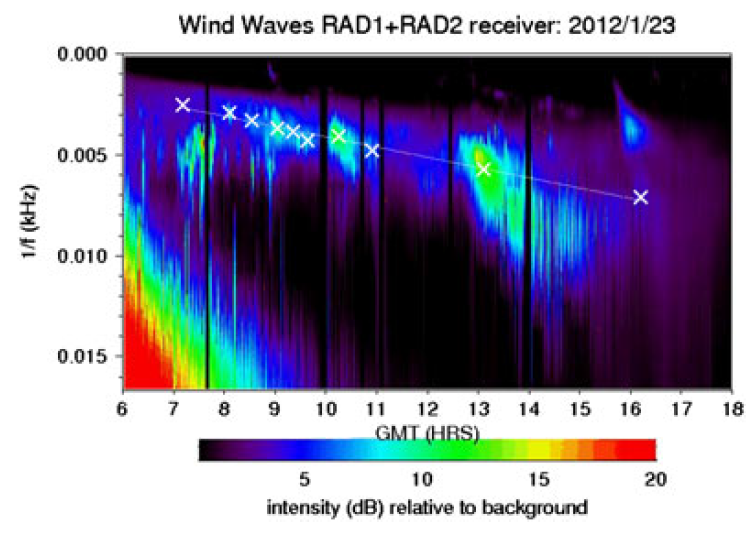 Wind Waves RAD1+RAD2 receiver: 2012/1/23
0.000
0.005
0.010
0.015
1/f (kHz)
6 7 8 9 10 11 12 13 14 15 16 17 18
GMT (HRS)
5 10 15 20
intensity (dB) relative to background